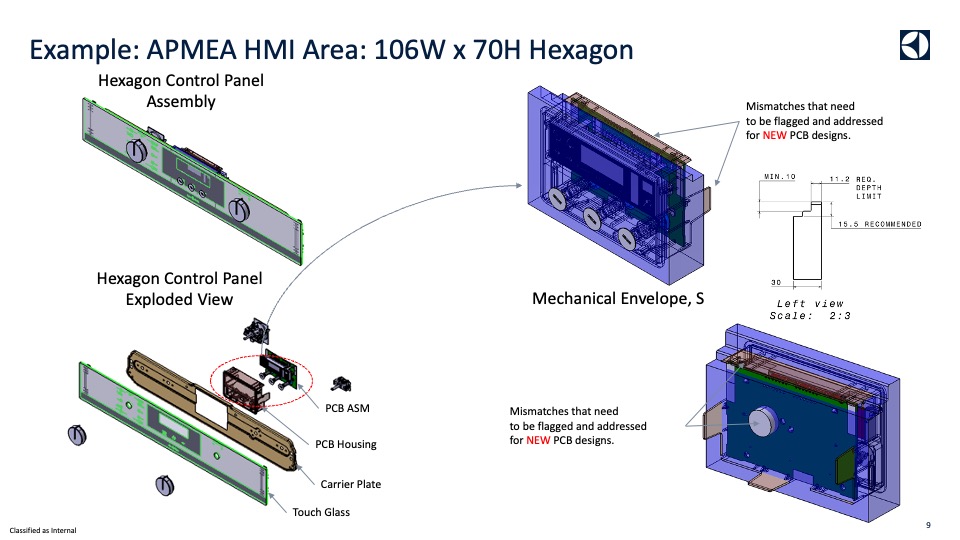 Example: APMEA HMI Area: 106W x 70H Hexagon
Hexagon Control Panel
Assembly
Mismatches that need
to be flagged and addressed
for NEW PCB designs.
MIN.10
11.2 REQ.
DEPTH
LIMIT
15.5 RECOMMENDED
30
Left view
Scale: 2:3
Hexagon Control Panel
Exploded View
Mechanical Envelope, S
PCB ASM
PCB Housing
Carrier Plate
Touch Glass
Mismatches that need
to be flagged and addressed
for NEW PCB designs.
Classified as Internal
9